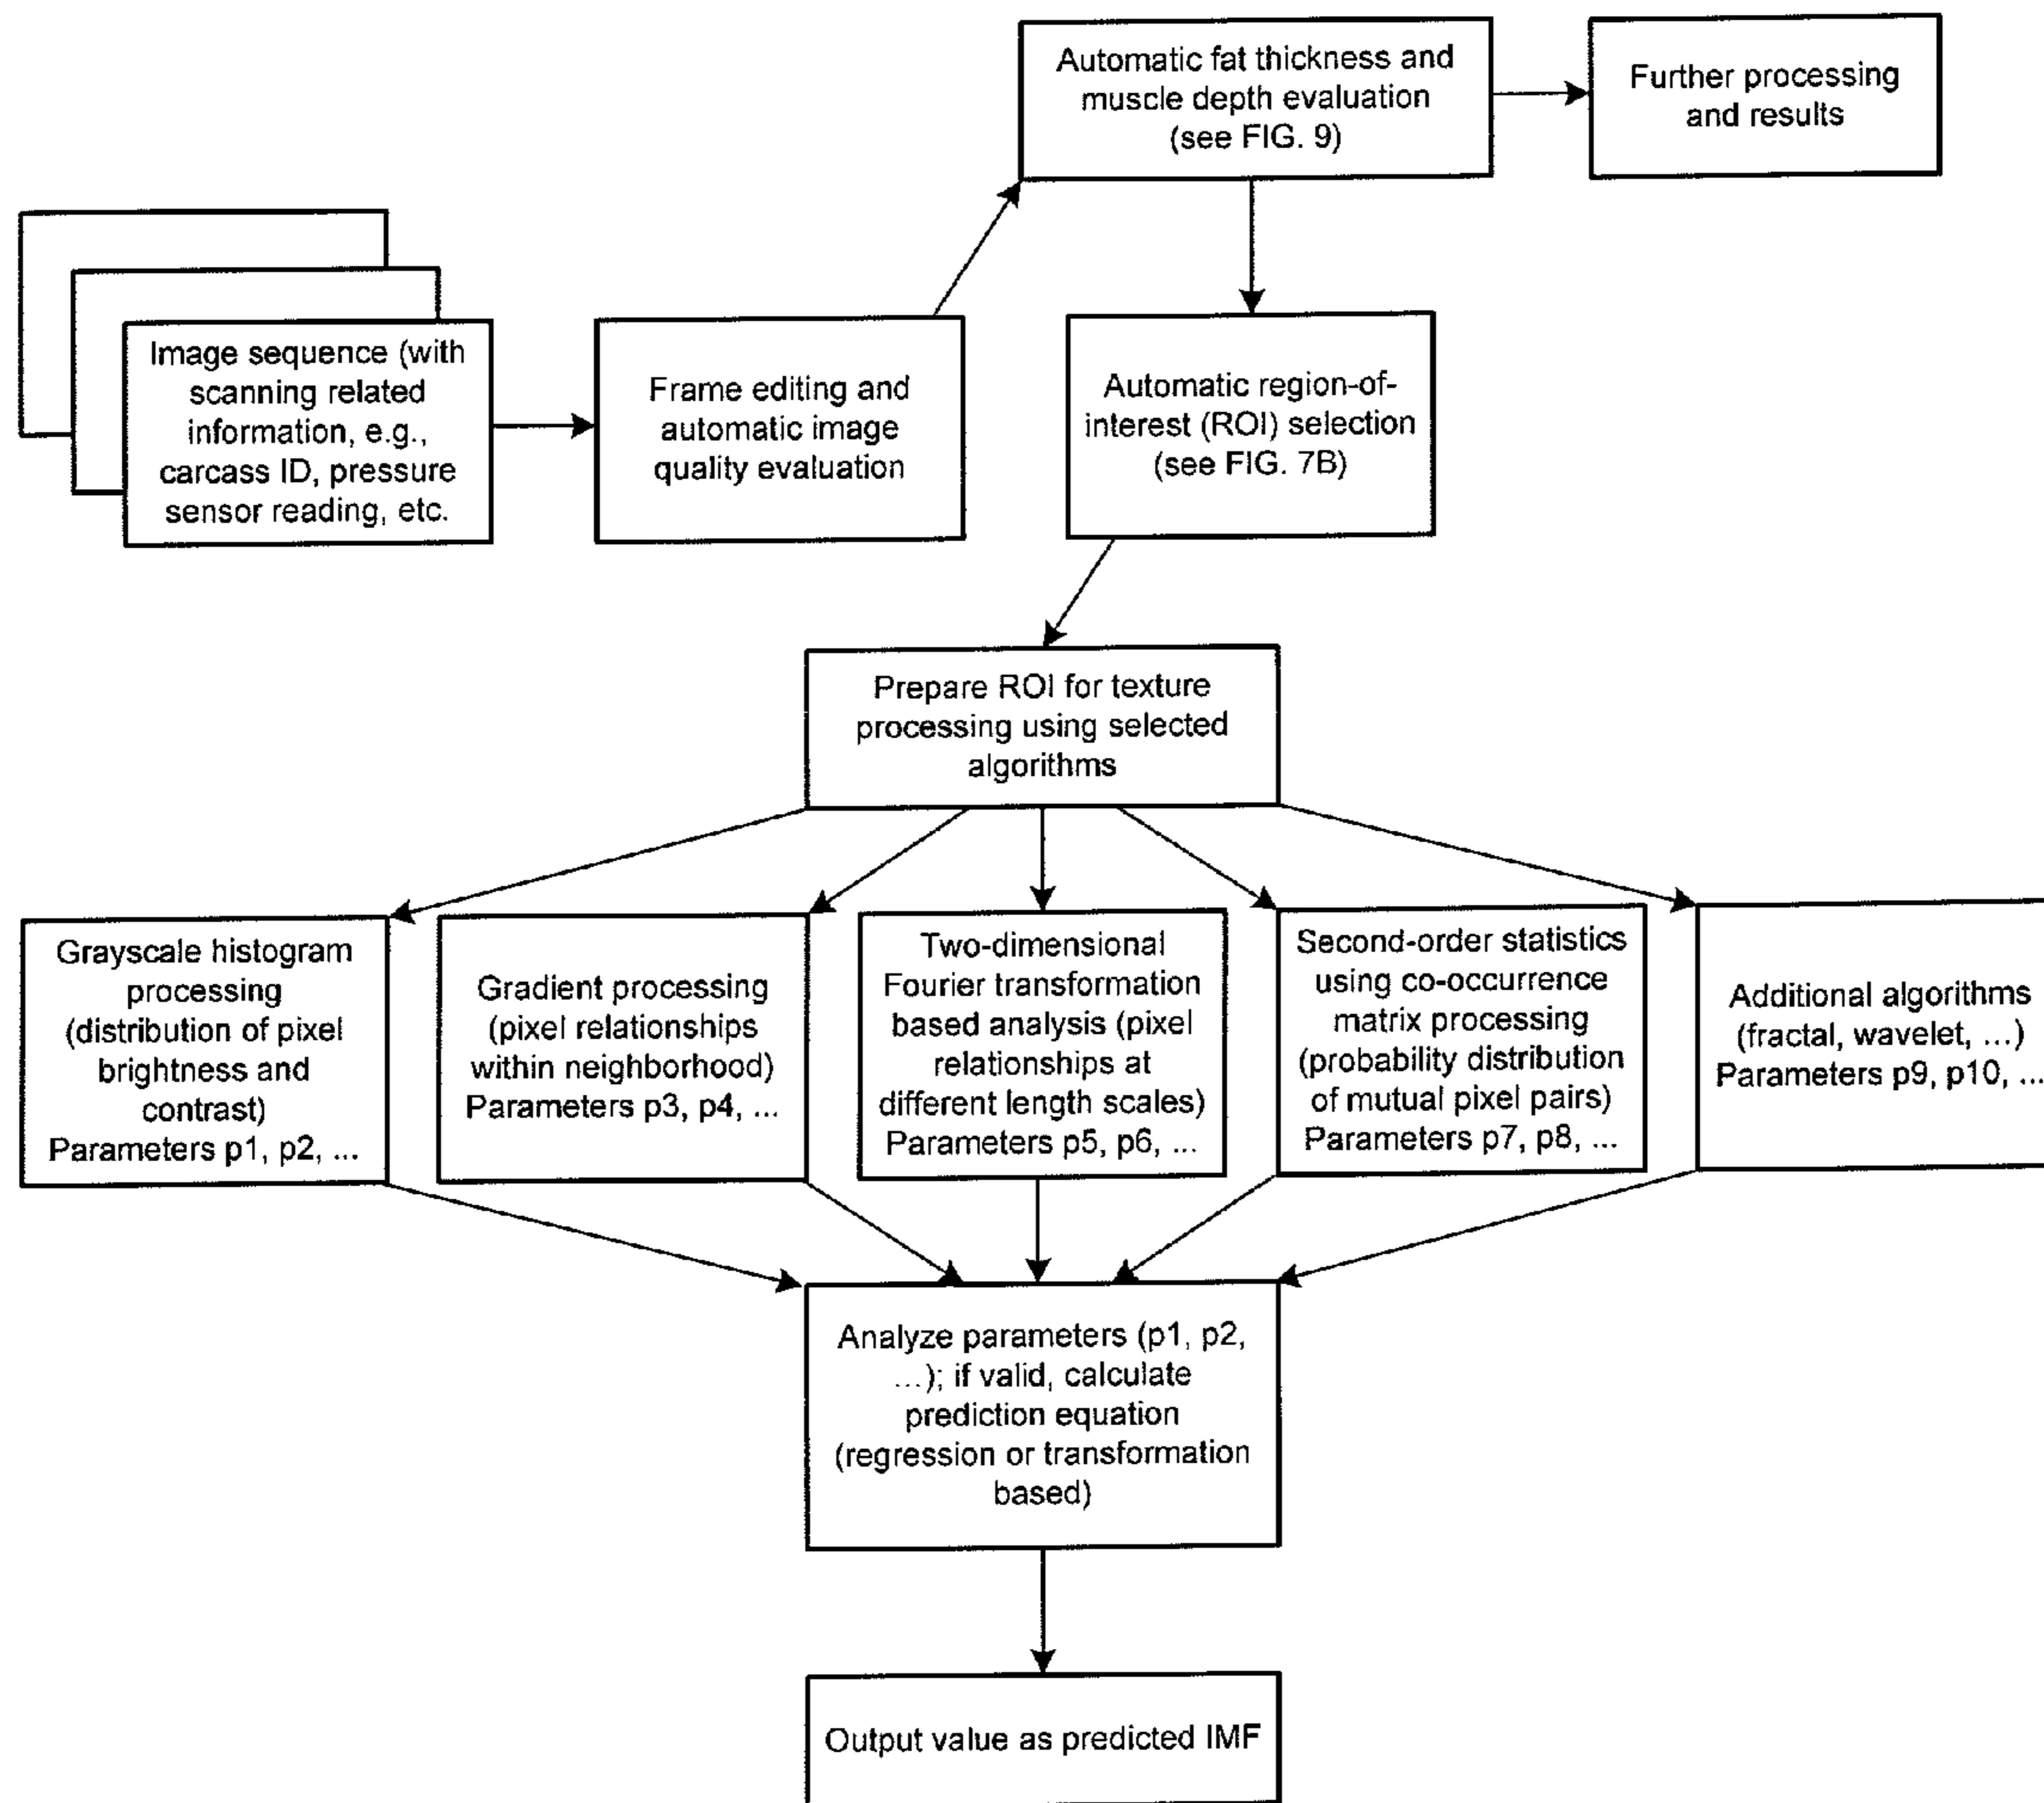 Automatic fat thickness and
muscle depth evaluation
(see FIG. 9)
Further processing
and results
Image sequence (with
scanning related
information, e.g.,
carcass ID, pressure
sensor reading, etc.
Frame editing and
automatic image
quality evaluation
Automatic region-of-
interest (ROI) selection
(see FIG. 7B)
Prepare ROI for texture
processing using selected
algorithms
Grayscale histogram
processing
(distribution of pixel
brightness and
contrast)
Parameters p1, p2, ...
Gradient processing
(pixel relationships
within neighborhood)
Parameters p3, p4, ...
Two-dimensional
Fourier transformation
based analysis (pixel
relationships at
different length scales)
Parameters p5, p6, ...
Second-order statistics
using co-occurrence
matrix processing
(probability distribution
of mutual pixel pairs)
Parameters p7, p8, ...
Additional algorithms
(fractal, wavelet, ...)
Parameters p9, p10, ...
Analyze parameters (p1, p2,
...); if valid, calculate
prediction equation
(regression or transformation
based)
Output value as predicted IMF